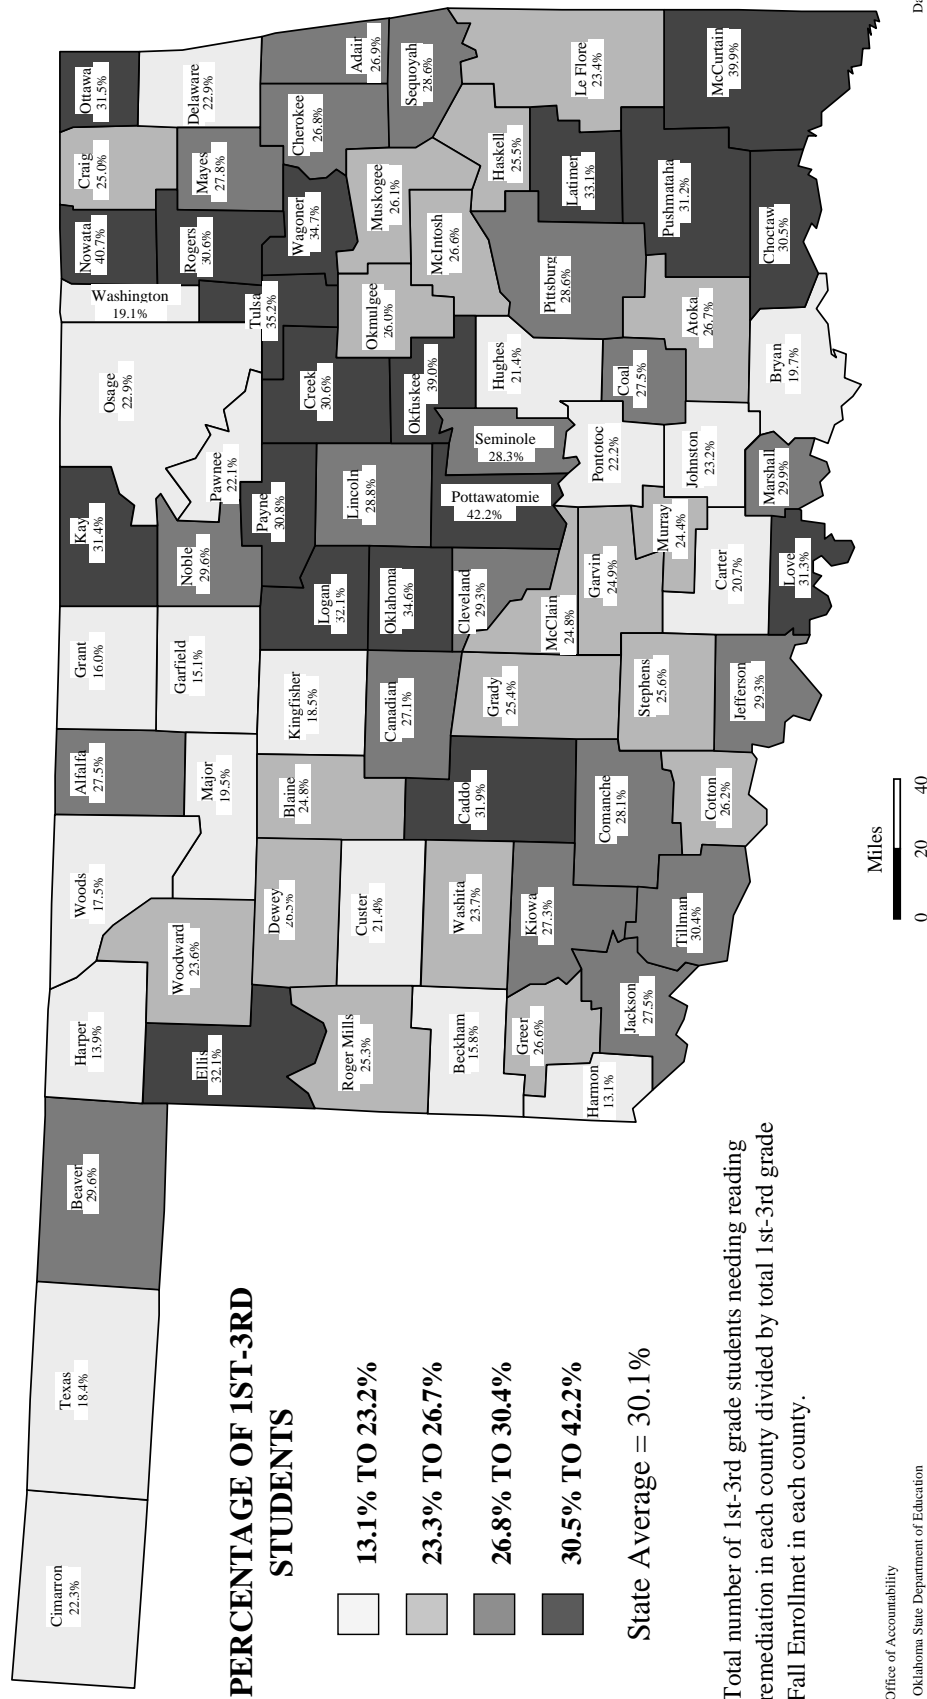 Cimarron
22.3%
Texas
18.4%
Beaver
29.6%
Harper
13.9%
Woods
17.5%
Alfalfa
27.5%
Grant
16.0%
Kay
31.4%
Osage
22.9%
Washington
19.1%
Nowata
40.7%
Craig
25.0%
Ottawa
31.5%
Ellis
32.1%
Woodward
23.6%
Major
19.5%
Garfield
15.1%
Noble
29.6%
Pawnee
22.1%
Rogers
30.6%
Mayes
27.8%
Delaware
22.9%
Roger Mills
25.3%
Dewey
26.5%
Blaine
24.8%
Kingfisher
18.5%
Logan
32.1%
Payne
30.8%
Creek
30.6%
Tulsa
35.2%
Wagoner
34.7%
Cherokee
26.8%
Adair
26.9%
Custer
21.4%
Canadian
27.1%
Oklahoma
34.6%
Lincoln
28.8%
Okfuskee
39.0%
Okmulgee
26.0%
Muskogee
26.1%
Sequoyah
28.6%
Beckham
15.8%
Washita
23.7%
Caddo
31.9%
Grady
25.4%
Cleveland
29.3%
Pottawatomie
42.2%
Seminole
28.3%
Hughes
21.4%
McIntosh
26.6%
Haskell
25.5%
Greer
26.6%
Kiowa
27.3%
McClain
24.8%
Garvin
24.9%
Pontotoc
22.2%
Pittsburg
28.6%
Latimer
33.1%
Le Flore
23.4%
Harmon
13.1%
Jackson
27.5%
Comanche
28.1%
Stephens
25.6%
Murray
24.4%
Coal
27.5%
Tillman
30.4%
Cotton
26.2%
Jefferson
29.3%
Carter
20.7%
Johnston
23.2%
Atoka
26.7%
Pushmataha
31.2%
McCurtain
39.9%
Love
31.3%
Marshall
29.9%
Bryan
19.7%
Choctaw
30.5%
PERCENTAGE OF 1ST-3RD
STUDENTS
13.1% TO 23.2%
23.3% TO 26.7%
26.8% TO 30.4%
30.5% TO 42.2%
State Average = 30.1%
Total number of 1st-3rd grade students needing reading
remediation in each county divided by total 1st-3rd grade
Fall Enrollmet in each county.
Miles
0 20 40
Office of Accountability
Oklahoma State Department of Education
Da